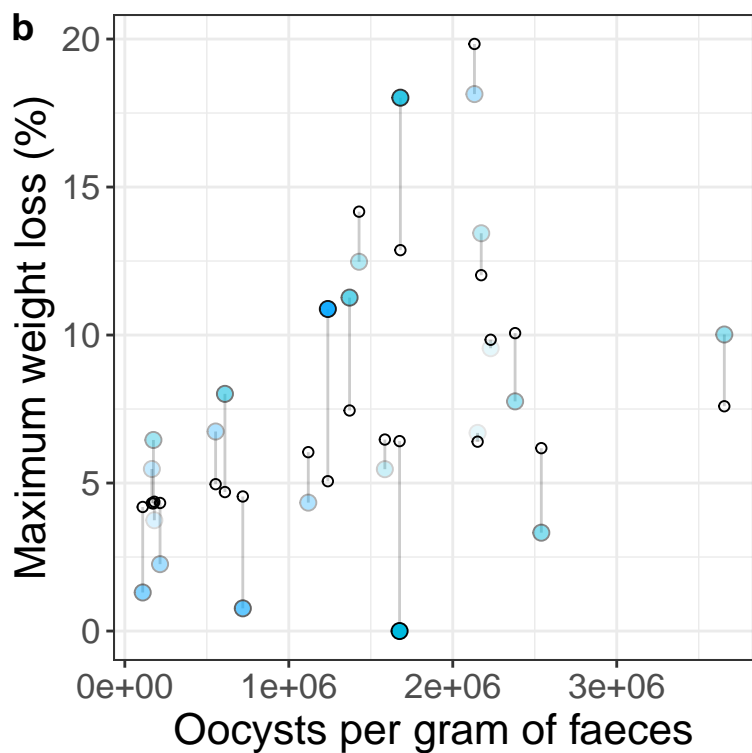 b
Maximum weight loss (%)
20
15
10
5
0
0e+00 1e+06 2e+06 3e+06
Oocysts per gram of faeces